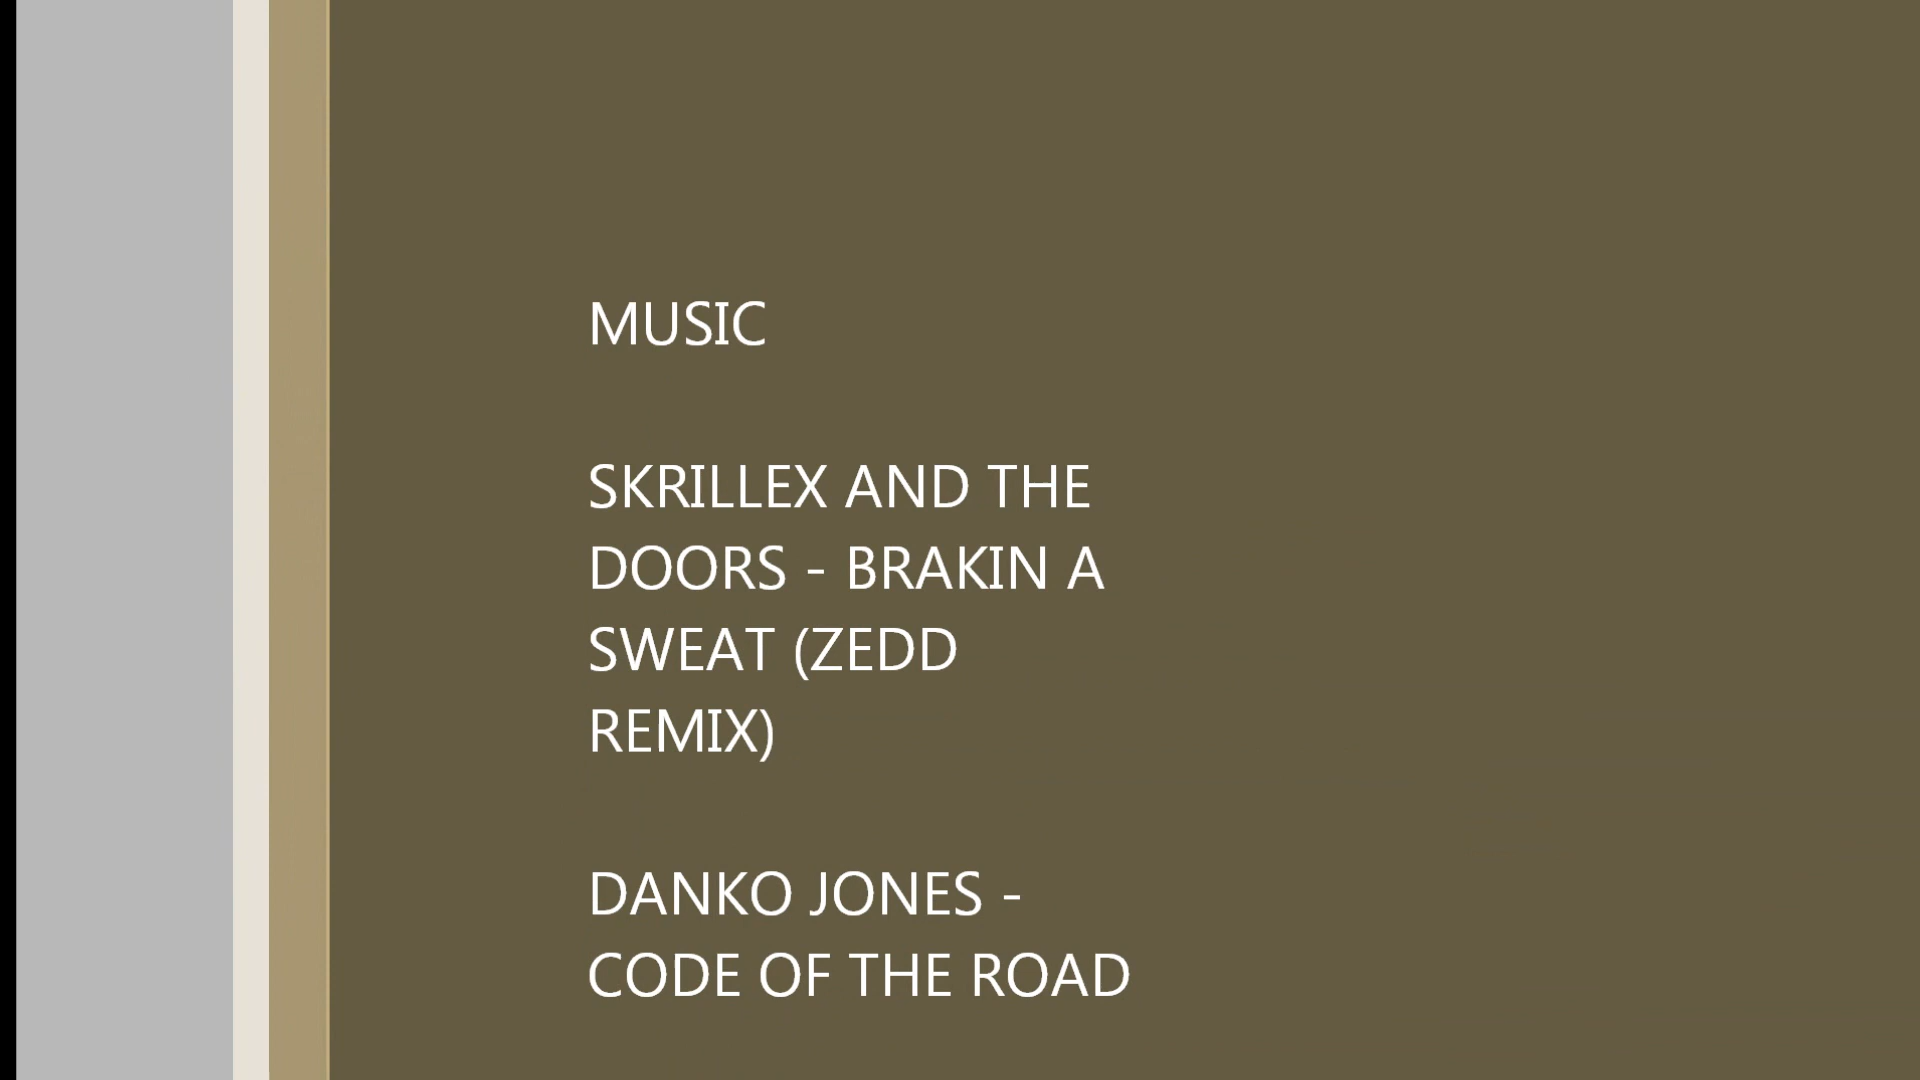 MUSIC
SKRILLEX AND THE
DOORS - BRAKIN A
SWEAT (ZEDD
REMIX)
DANKO JONES -
CODE OF THE ROAD